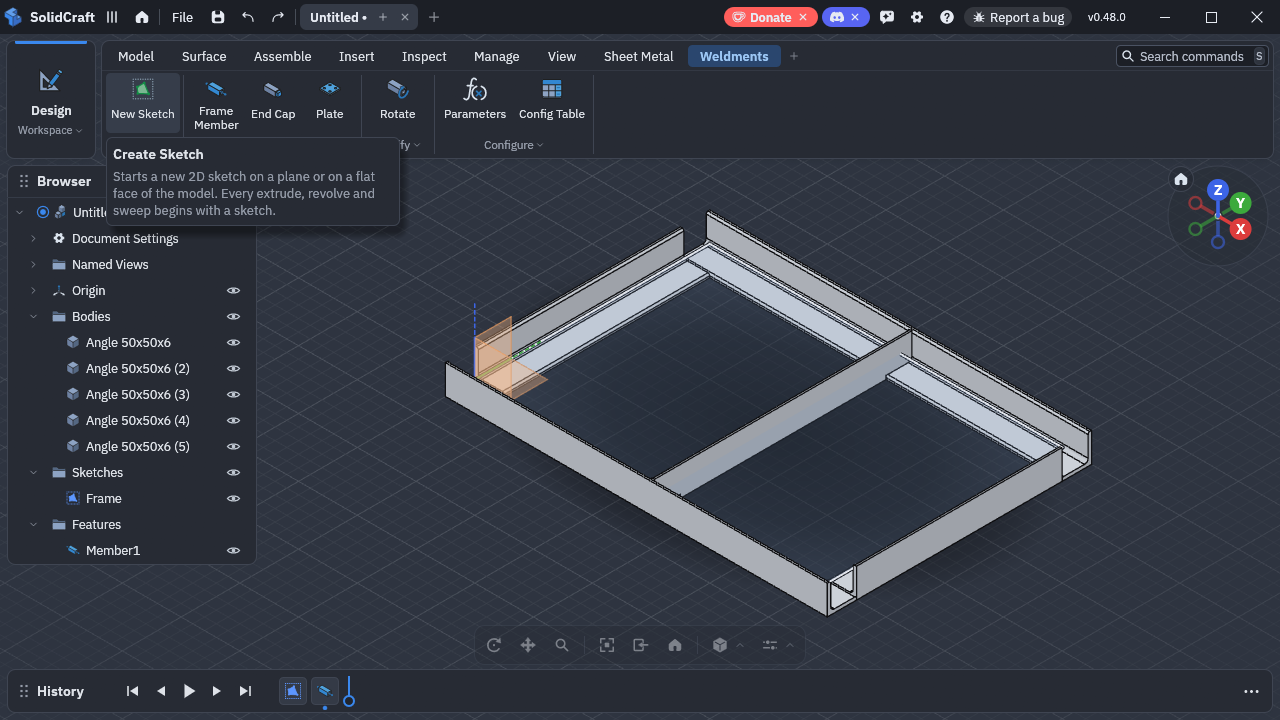 SolidCraft
File
Untitled •
Donate
Report a bug
v0.48.0
Design
Workspace
Model
Surface
Assemble
Insert
Inspect
Manage
View
Sheet Metal
Weldments
Search commands
S
New Sketch
Frame
Member
End Cap
Plate
Rotate
Parameters
Config Table
fy
Configure
Create Sketch
Starts a new 2D sketch on a plane or on a flat
face of the model. Every extrude, revolve and
sweep begins with a sketch.
Browser
Untitle
Document Settings
Named Views
Origin
Bodies
Angle 50x50x6
Angle 50x50x6 (2)
Angle 50x50x6 (3)
Angle 50x50x6 (4)
Angle 50x50x6 (5)
Sketches
Frame
Features
Member1
Z
Y
X
History